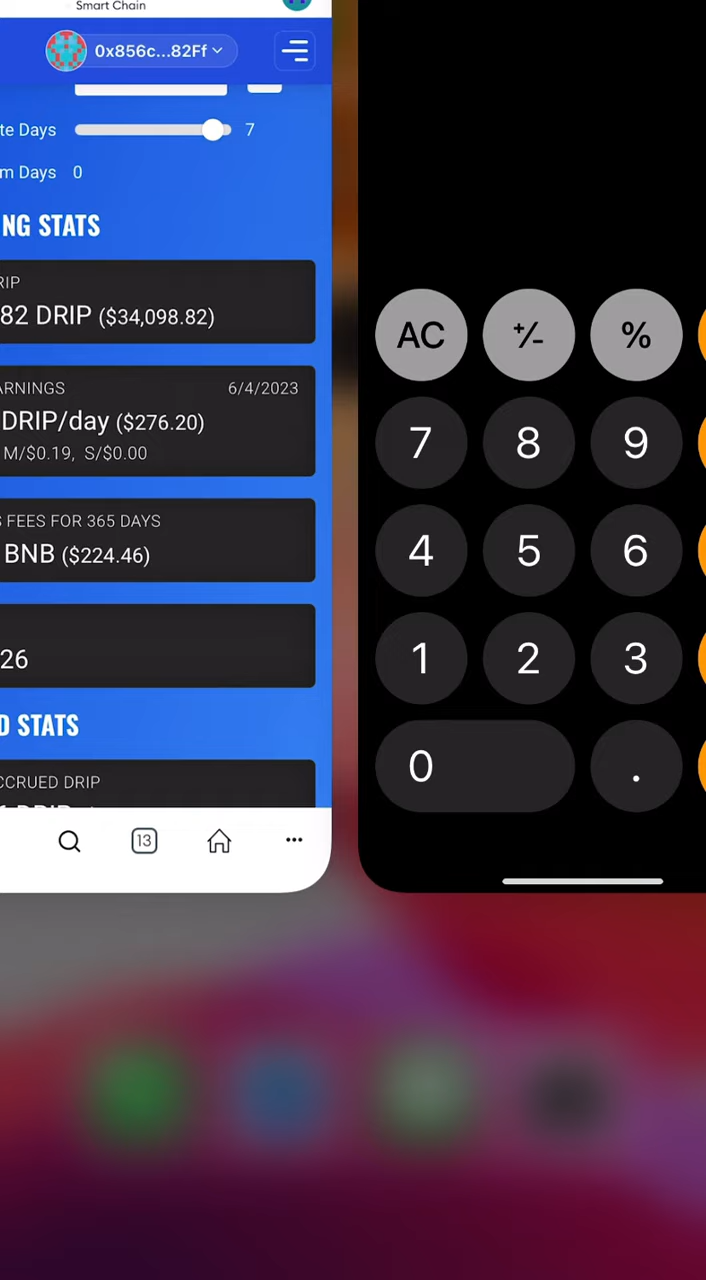 Smart Chain
0x856c...82Ff
te Days 7
m Days 0
NG STATS
RIP
82 DRIP ($34,098.82)
ARNINGS 6/4/2023
DRIP/day ($276.20)
M/$0.19, S/$0.00
S FEES FOR 365 DAYS
BNB ($224.46)
26
D STATS
CCRUED DRIP
13
AC +/- %
7 8 9
4 5 6
1 2 3
0 .